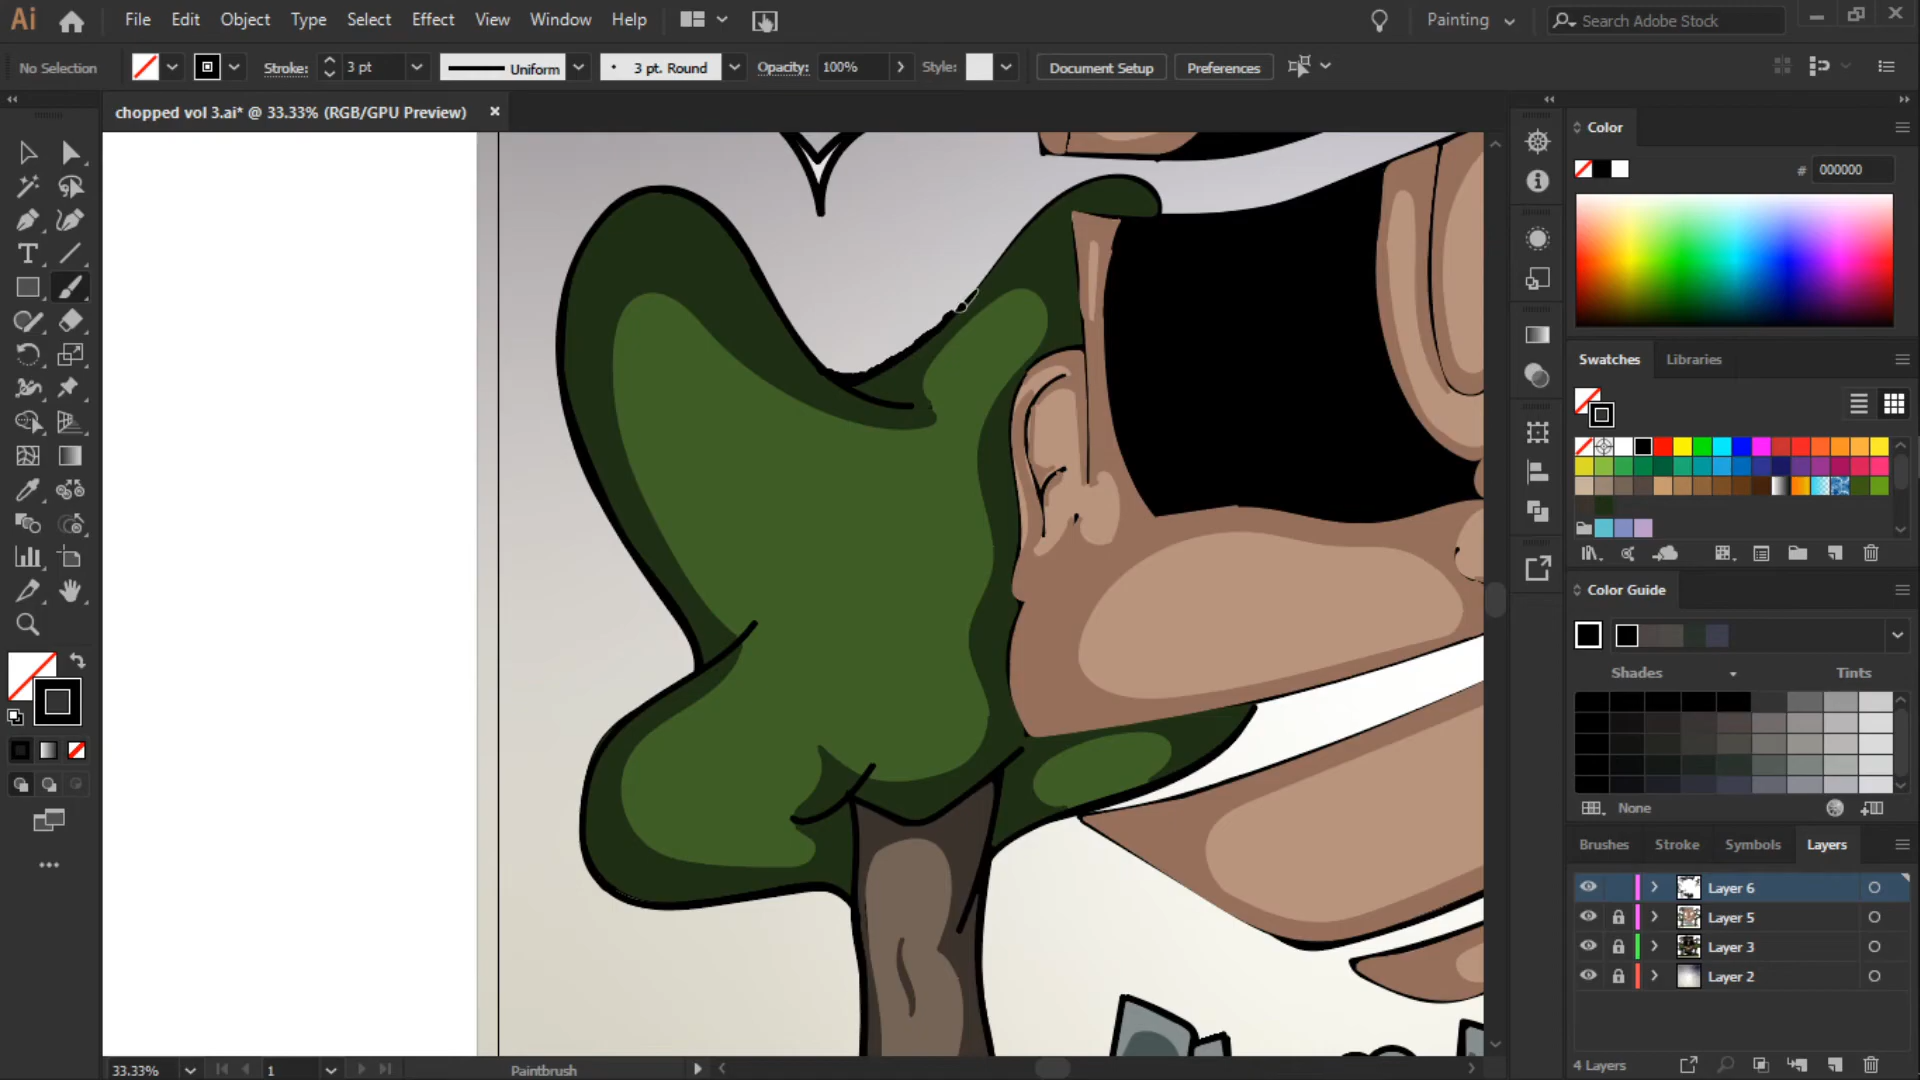 Ai File Edit Object Type Select Effect View Window Help Painting Search Adobe Stock
No Selection Stroke: 3 pt Uniform 3 pt. Round Opacity: 100% Style: Document Setup Preferences
chopped vol 3.ai* @ 33.33% (RGB/GPU Preview)
Color
# 000000
Swatches Libraries
Color Guide
Shades Tints
None
Brushes Stroke Symbols Layers
Layer 6
Layer 5
Layer 3
Layer 2
4 Layers
33.33% 1 Paintbrush